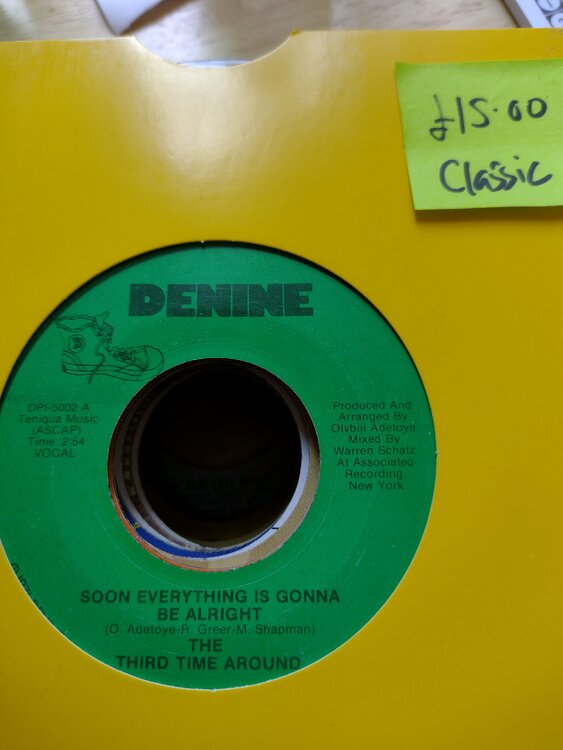 £15.00
Classic
DENINE
DPI-5002 A
Teniqua Music
(ASCAP)
Time: 2:54
VOCAL
Produced And
Arranged By
Olvbiji Adetoye
Mixed By
Warren Schatz
At Associated
Recording,
New York
SOON EVERYTHING IS GONNA
BE ALRIGHT
(O. Adetoye-R. Greer-M. Shapman)
THE
THIRD TIME AROUND